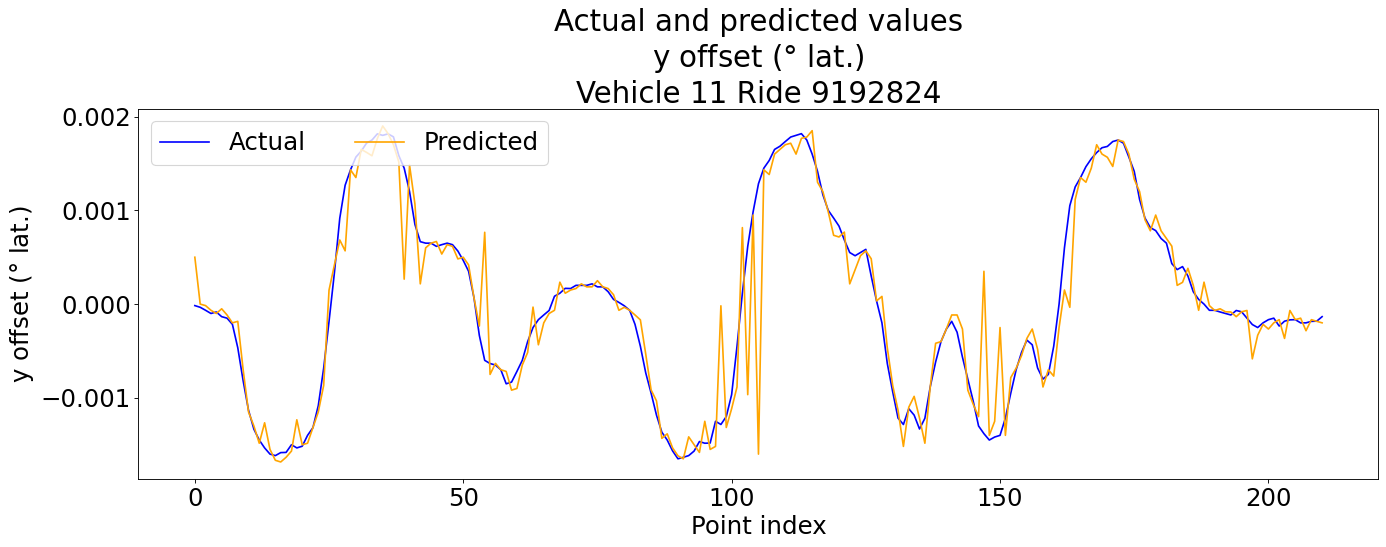 Actual and predicted values
y offset (° lat.)
Vehicle 11 Ride 9192824
Actual
Predicted
0.002
0.001
0.000
−0.001
y offset (° lat.)
0
50
100
150
200
Point index